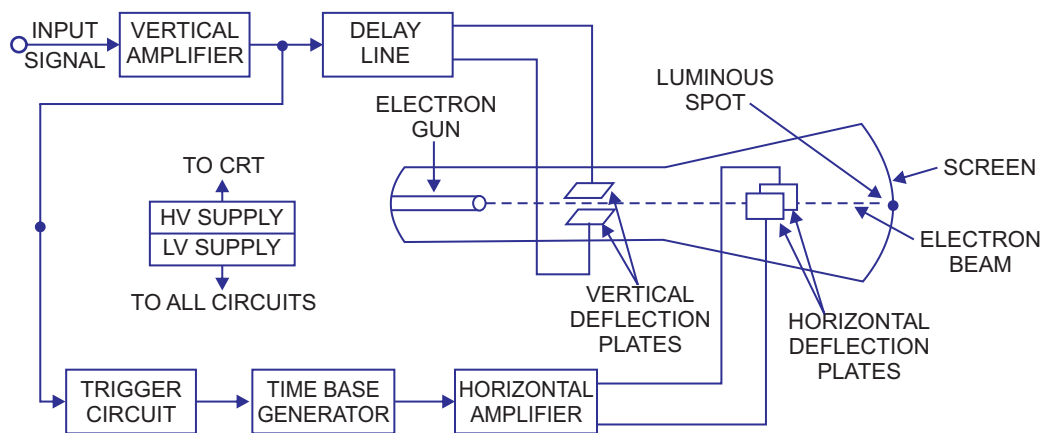 INPUT
SIGNAL
VERTICAL
AMPLIFIER
DELAY
LINE
ELECTRON
GUN
LUMINOUS
SPOT
SCREEN
TO CRT
HV SUPPLY
LV SUPPLY
TO ALL CIRCUITS
ELECTRON
BEAM
VERTICAL
DEFLECTION
PLATES
HORIZONTAL
DEFLECTION
PLATES
TRIGGER
CIRCUIT
TIME BASE
GENERATOR
HORIZONTAL
AMPLIFIER